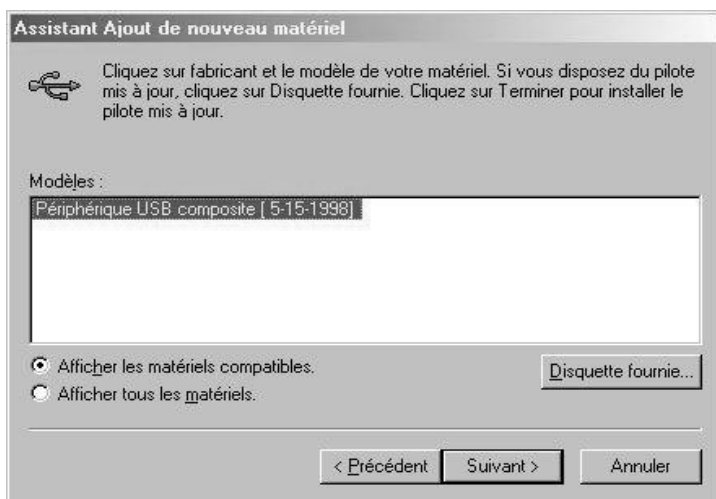 Assistant Ajout de nouveau matériel
Cliquez sur fabricant et le modèle de votre matériel. Si vous disposez du pilote
mis à jour, cliquez sur Disquette fournie. Cliquez sur Terminer pour installer le
pilote mis à jour.
Modèles :
Périphérique USB composite [ 5-15-1998]
Afficher les matériels compatibles.
Afficher tous les matériels.
Disquette fournie...
< Précédent
Suivant >
Annuler